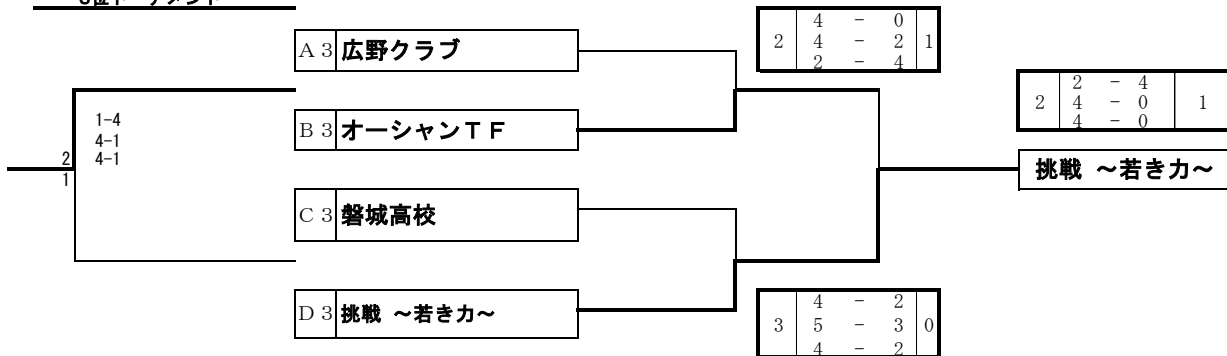 3位トーナメント
A 3 広野クラブ
B 3 オーシャンTF
C 3 磐城高校
D 3 挑戦 ～若き力～
1-4
4-1
4-1
2
1
4 - 0
2 4 - 2 1
2 - 4
4 - 2
3 5 - 3 0
4 - 2
2 - 4
2 4 - 0 1
4 - 0
挑戦 ～若き力～